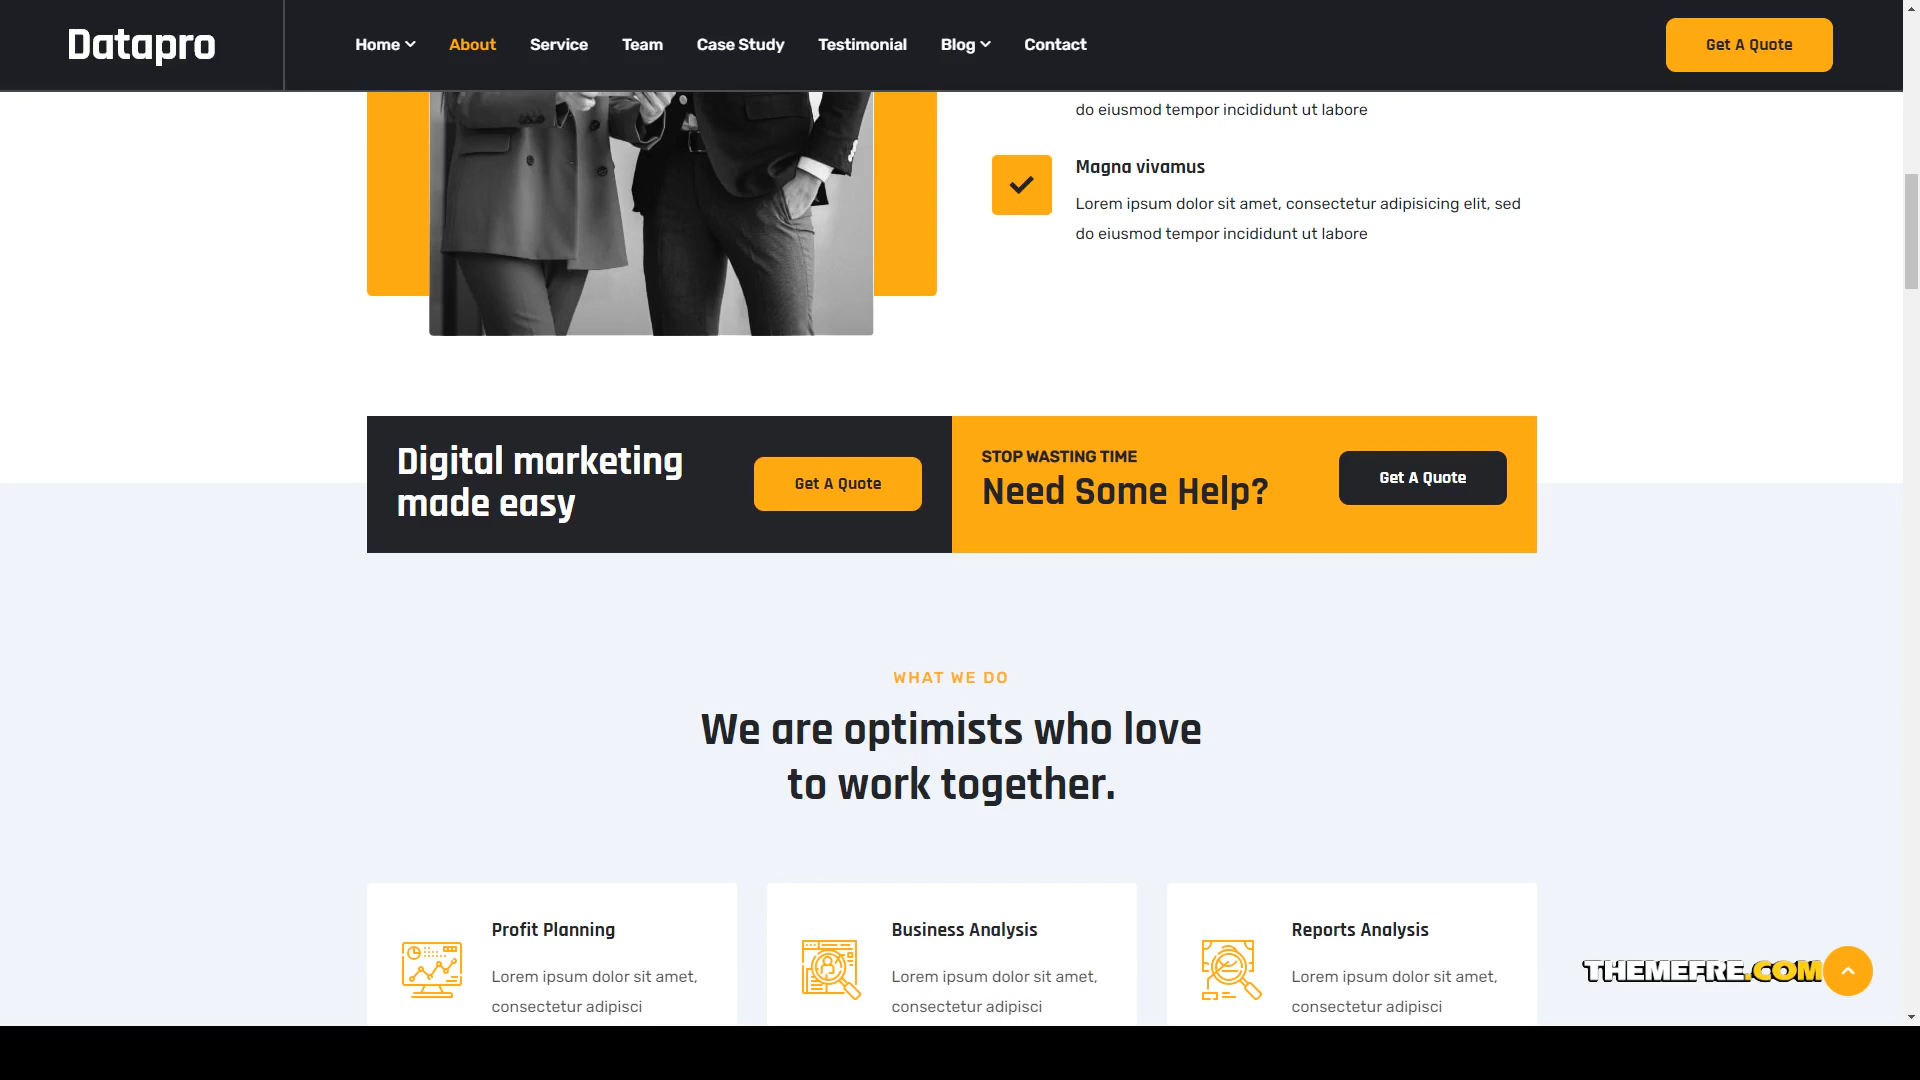 Datapro
Home About Service Team Case Study Testimonial Blog Contact
Get A Quote
do eiusmod tempor incididunt ut labore
Magna vivamus
Lorem ipsum dolor sit amet, consectetur adipisicing elit, sed
do eiusmod tempor incididunt ut labore
Digital marketing
made easy
Get A Quote
STOP WASTING TIME
Need Some Help?
Get A Quote
WHAT WE DO
We are optimists who love
to work together.
Profit Planning
Lorem ipsum dolor sit amet,
consectetur adipisci
Business Analysis
Lorem ipsum dolor sit amet,
consectetur adipisci
Reports Analysis
Lorem ipsum dolor sit amet,
consectetur adipisci
THEMEFRE.COM